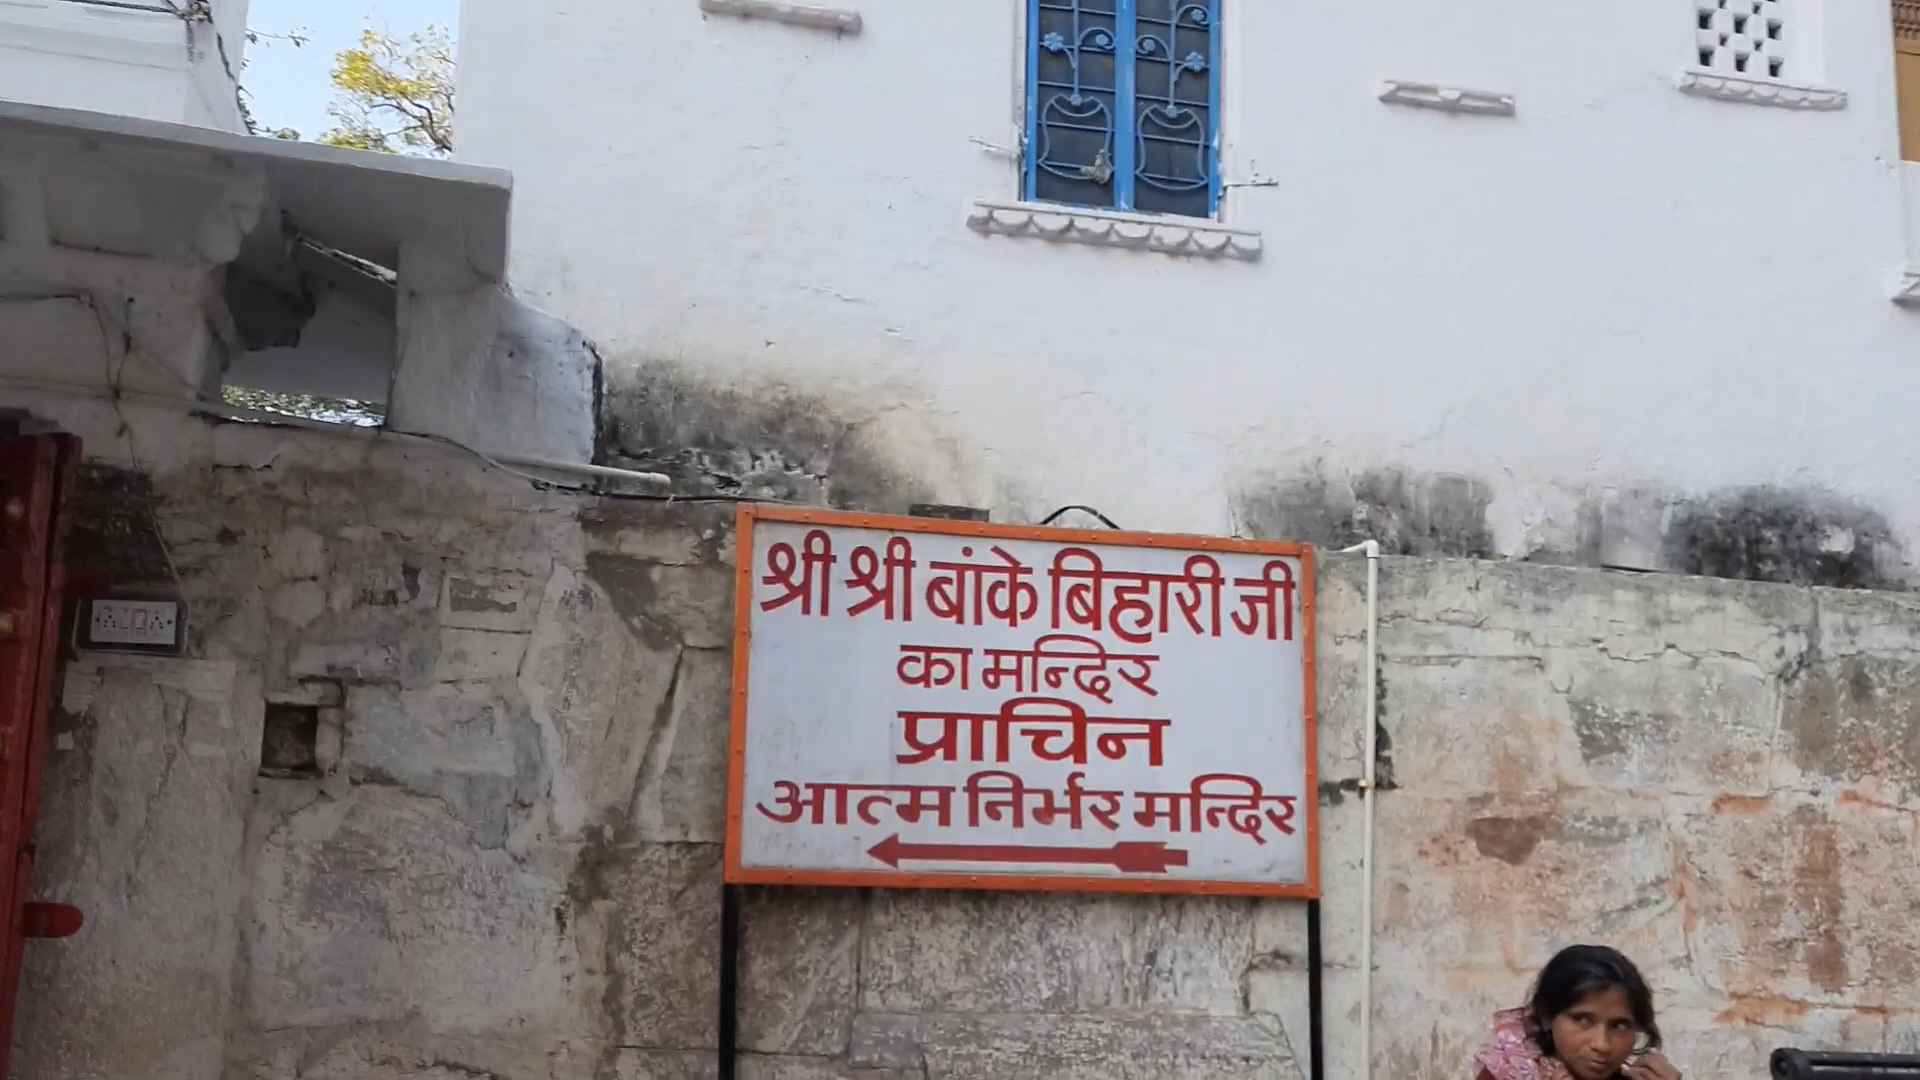 श्री श्री बांके बिहारी जी
का मन्दिर
प्राचिन
आत्म निर्भर मन्दिर